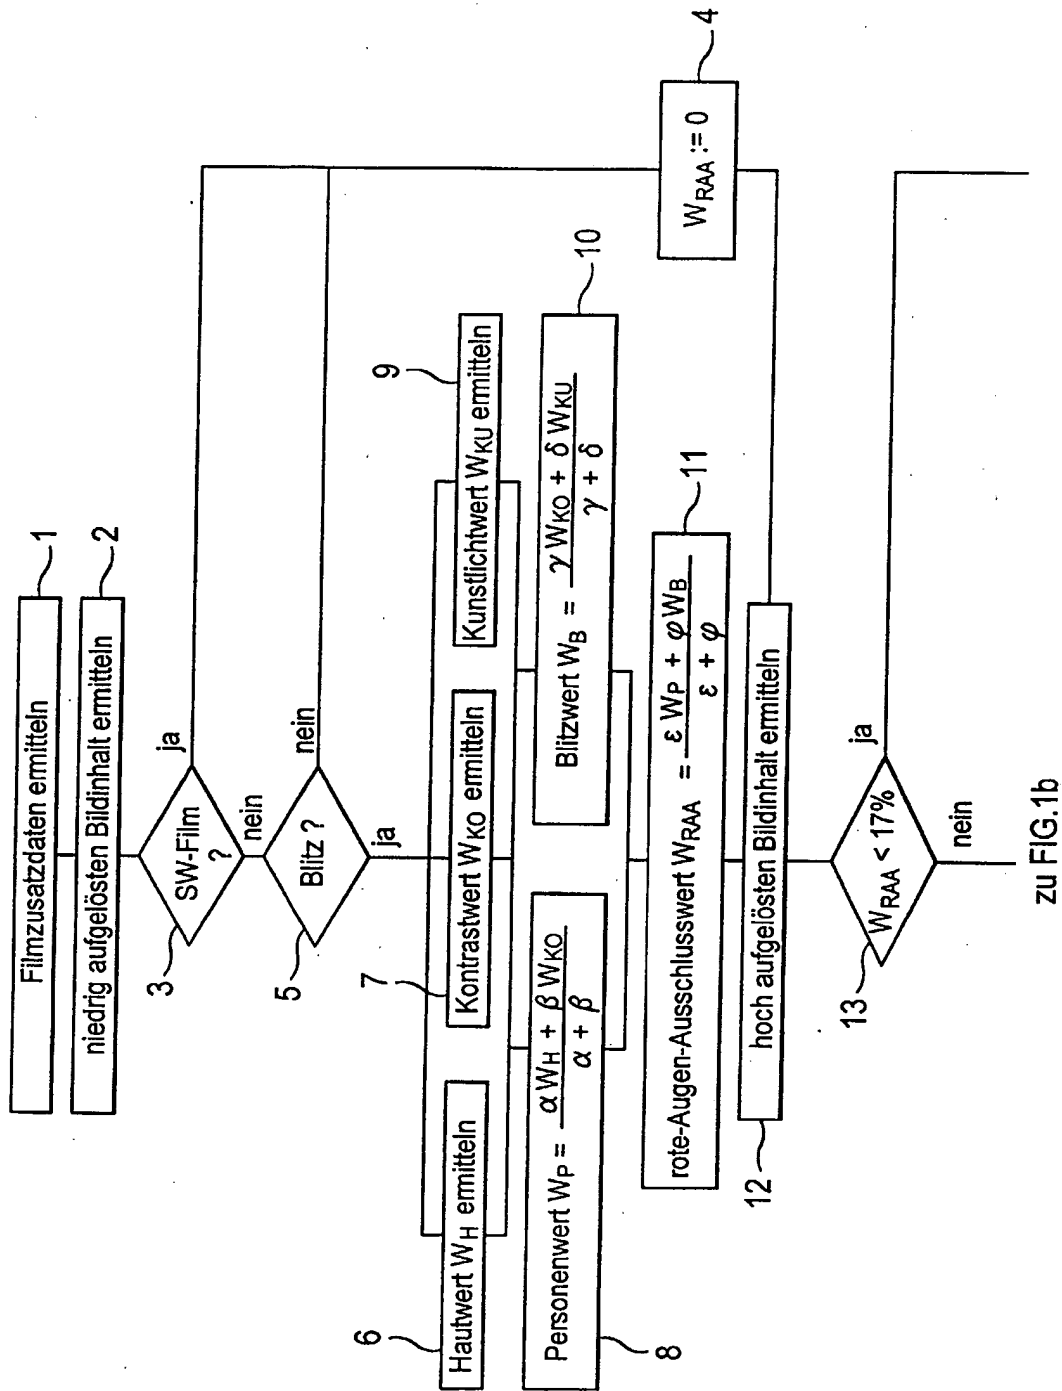 Filmzusatzdaten ermitteln
1
niedrig aufgelösten Bildinhalt ermitteln
2
SW-Film
?
3
ja
nein
Blitz ?
5
nein
ja
W_RAA := 0
4
Hautwert W_H ermitteln
6
Kontrastwert W_KO ermitteln
7
Kunstlichtwert W_KU ermitteln
9
Personenwert W_P = (α W_H + β W_KO) / (α + β)
8
Blitzwert W_B = (γ W_KO + δ W_KU) / (γ + δ)
10
rote-Augen-Ausschlusswert W_RAA = (ε W_P + φ W_B) / (ε + φ)
11
hoch aufgelösten Bildinhalt ermitteln
12
W_RAA < 17%
13
ja
nein
zu FIG.1b